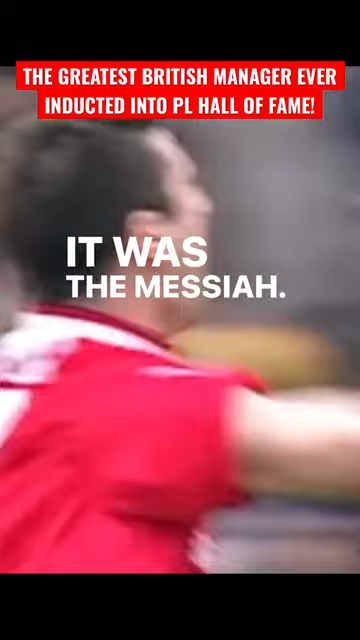 THE GREATEST BRITISH MANAGER EVER
INDUCTED INTO PL HALL OF FAME!
IT WAS
THE MESSIAH.